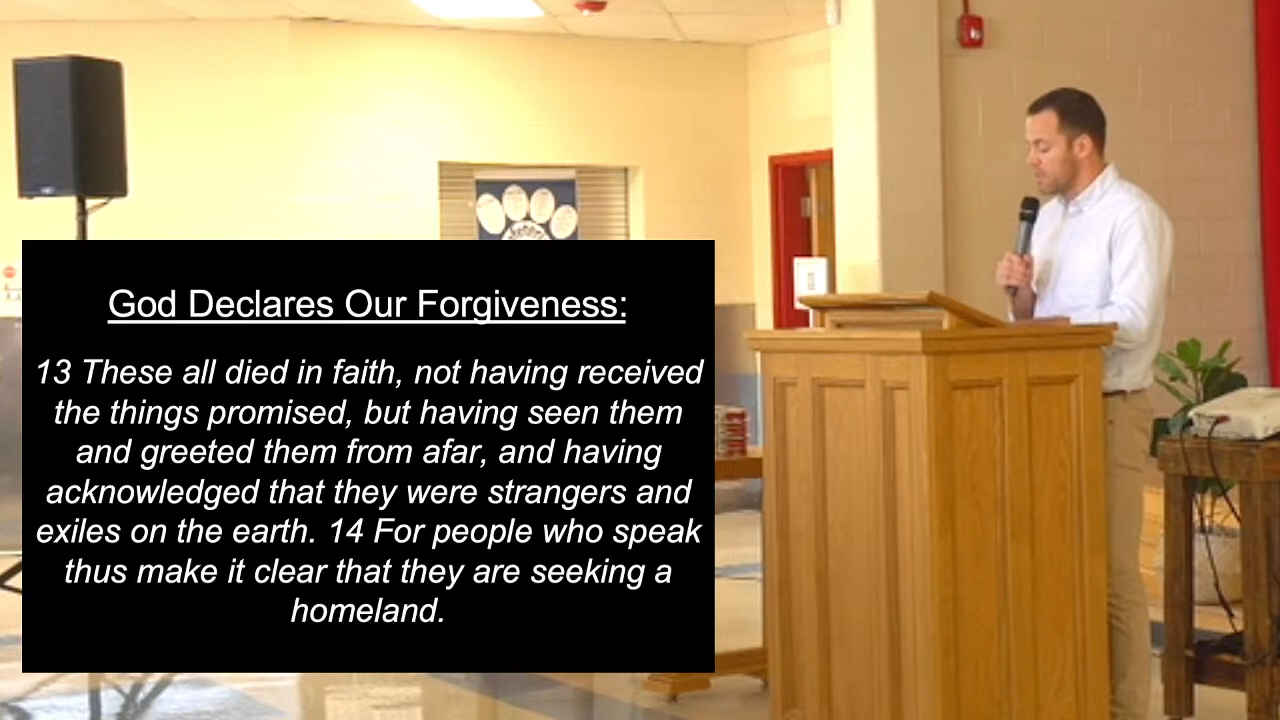 God Declares Our Forgiveness:
13 These all died in faith, not having received
the things promised, but having seen them
and greeted them from afar, and having
acknowledged that they were strangers and
exiles on the earth. 14 For people who speak
thus make it clear that they are seeking a
homeland.